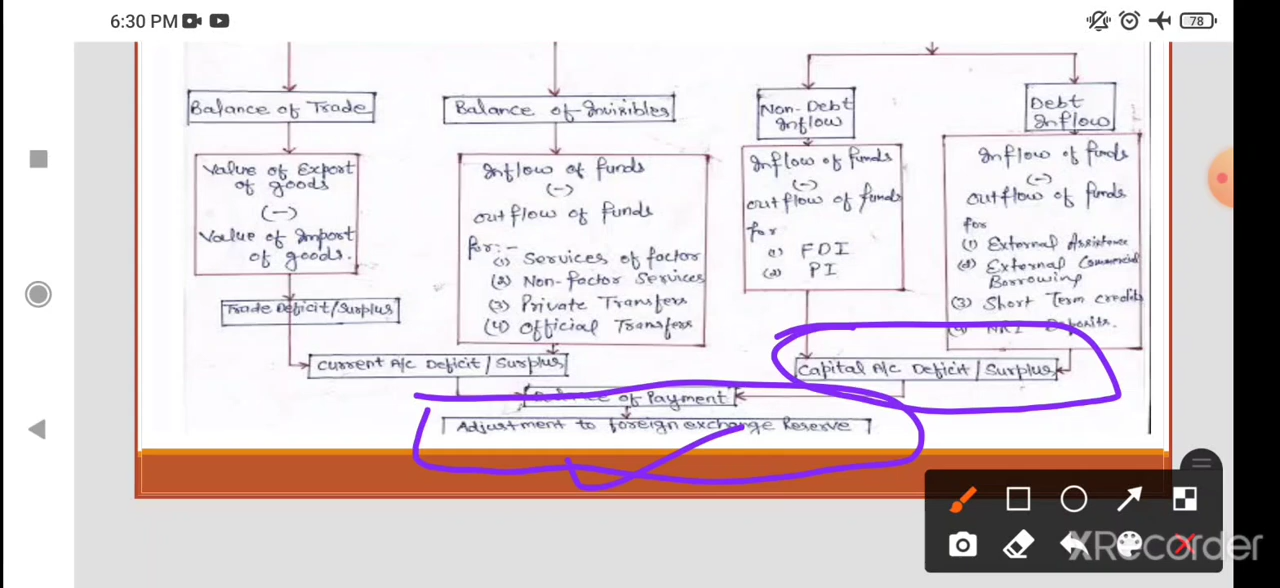 6:30 PM
78
Balance of Trade
Balance of Invisibles
Non-Debt
Inflow
Debt
Inflow
Value of Export
of goods
(-)
Value of Import
of goods.
Inflow of funds
(-)
outflow of funds
for:-
(1) Services of factor
(2) Non-factor Services
(3) Private Transfers
(4) Official Transfers
Inflow of funds
(-)
outflow of funds
for
(1) FDI
(2) PI
Inflow of funds
(-)
outflow of funds
for
(1) External Assistance
(2) External Commercial
Borrowing
(3) Short Term credits
(4) NRI Deposits.
Trade Deficit/Surplus
Current A/c Deficit/Surplus
Capital A/c Deficit/Surplus
Balance of Payment
Adjustment to foreign exchange Reserve
XRecorder